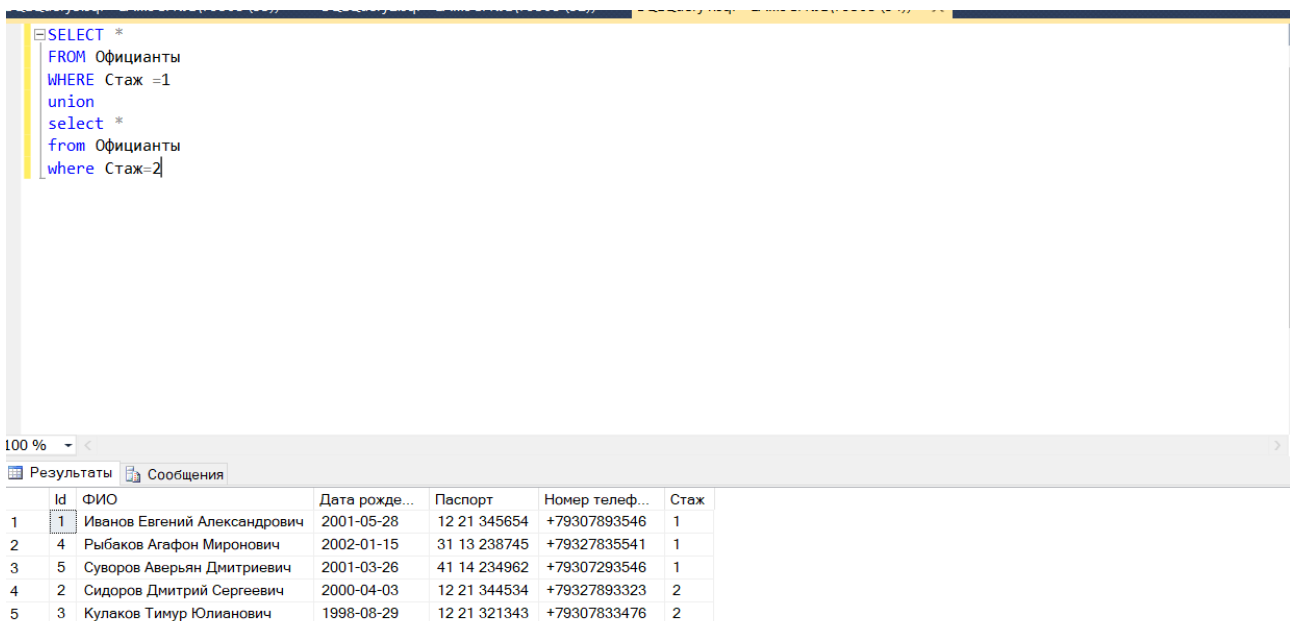 SELECT *
FROM Официанты
WHERE Стаж =1
union
select *
from Официанты
where Стаж=2
100 %
Результаты Сообщения
Id ФИО Дата рожде... Паспорт Номер телеф... Стаж
1 1 Иванов Евгений Александрович 2001-05-28 12 21 345654 +79307893546 1
2 4 Рыбаков Агафон Миронович 2002-01-15 31 13 238745 +79327835541 1
3 5 Суворов Аверьян Дмитриевич 2001-03-26 41 14 234962 +79307293546 1
4 2 Сидоров Дмитрий Сергеевич 2000-04-03 12 21 344534 +79327893323 2
5 3 Кулаков Тимур Юлианович 1998-08-29 12 21 321343 +79307833476 2